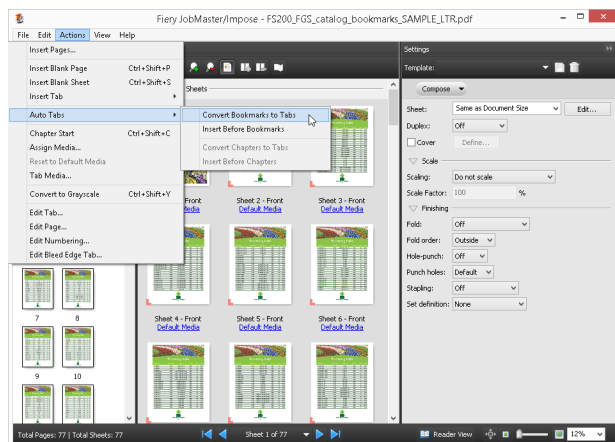 Fiery JobMaster/Impose - FS200_FGS_catalog_bookmarks_SAMPLE_LTR.pdf
File Edit Actions View Help
Insert Pages...
Insert Blank Page Ctrl+Shift+P
Insert Blank Sheet Ctrl+Shift+S
Insert Tab
Auto Tabs
Chapter Start Ctrl+Shift+C
Assign Media...
Reset to Default Media
Tab Media...
Convert to Grayscale Ctrl+Shift+Y
Edit Tab...
Edit Page...
Edit Numbering...
Edit Bleed Edge Tab...
Convert Bookmarks to Tabs
Insert Before Bookmarks
Convert Chapters to Tabs
Insert Before Chapters
7 8
9 10
Sheets
Front Sheet 2 - Front Sheet 3 - Front
Media Default Media Default Media
Sheet 4 - Front Sheet 5 - Front Sheet 6 - Front
Default Media Default Media Default Media
Settings
Template:
Compose
Sheet: Same as Document Size Edit...
Duplex: Off
Cover Define...
Scale
Scaling: Do not scale
Scale Factor: 100 %
Finishing
Fold: Off
Fold order: Outside
Hole-punch: Off
Punch holes: Default
Stapling: Off
Set definition: None
Total Pages: 77 | Total Sheets: 77 Sheet 1 of 77 Reader View 12%